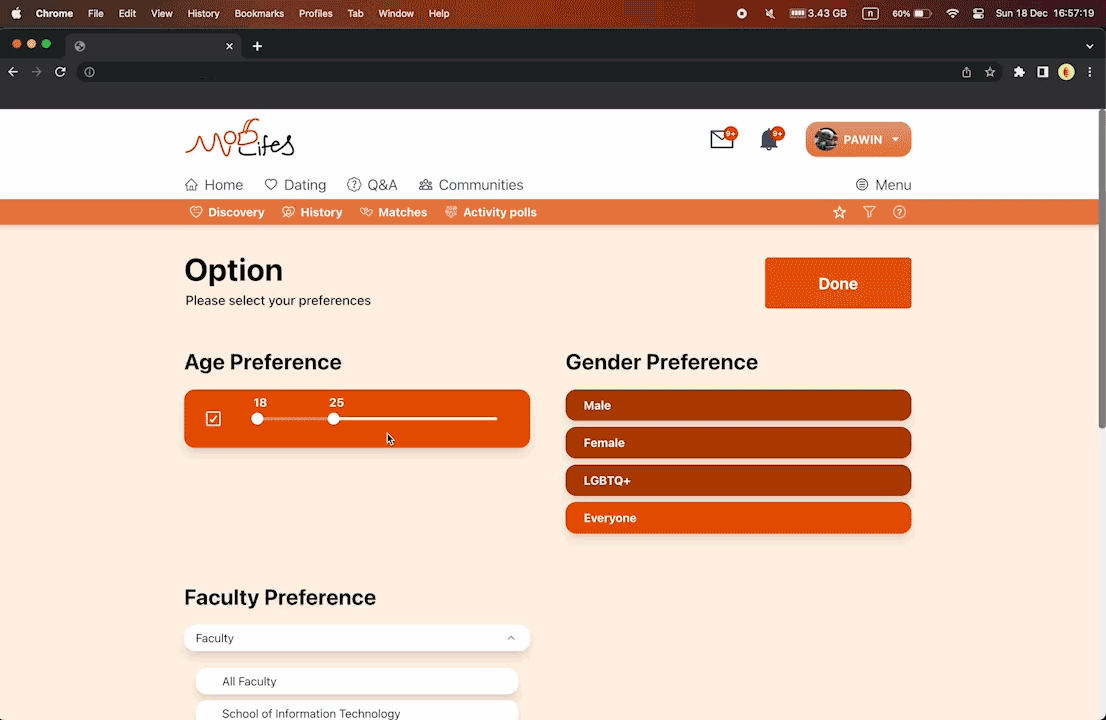 Chrome File Edit View History Bookmarks Profiles Tab Window Help 3.43 GB n 60% Sun 18 Dec 16:57:19
9+ 9+ PAWIN
Home Dating Q&A Communities Menu
Discovery History Matches Activity polls
Option
Please select your preferences
Done
Age Preference
18 25
Gender Preference
Male
Female
LGBTQ+
Everyone
Faculty Preference
Faculty
All Faculty
School of Information Technology